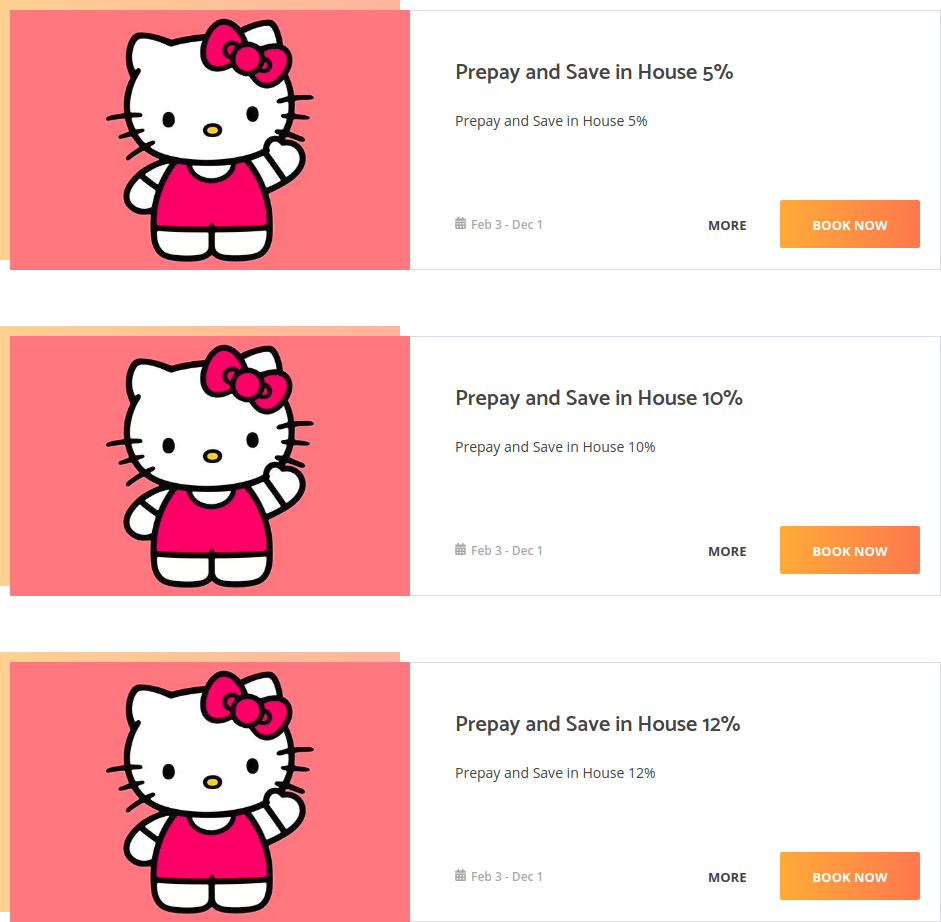 Prepay and Save in House 5%
Prepay and Save in House 5%
Feb 3 - Dec 1 MORE BOOK NOW
Prepay and Save in House 10%
Prepay and Save in House 10%
Feb 3 - Dec 1 MORE BOOK NOW
Prepay and Save in House 12%
Prepay and Save in House 12%
Feb 3 - Dec 1 MORE BOOK NOW